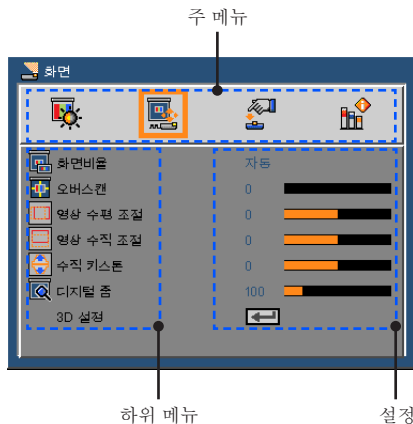 주 메뉴
화면
화면비율 자동
오버스캔 0
영상 수평 조절 0
영상 수직 조절 0
수직 키스톤 0
디지털 줌 100
3D 설정
하위 메뉴 설정